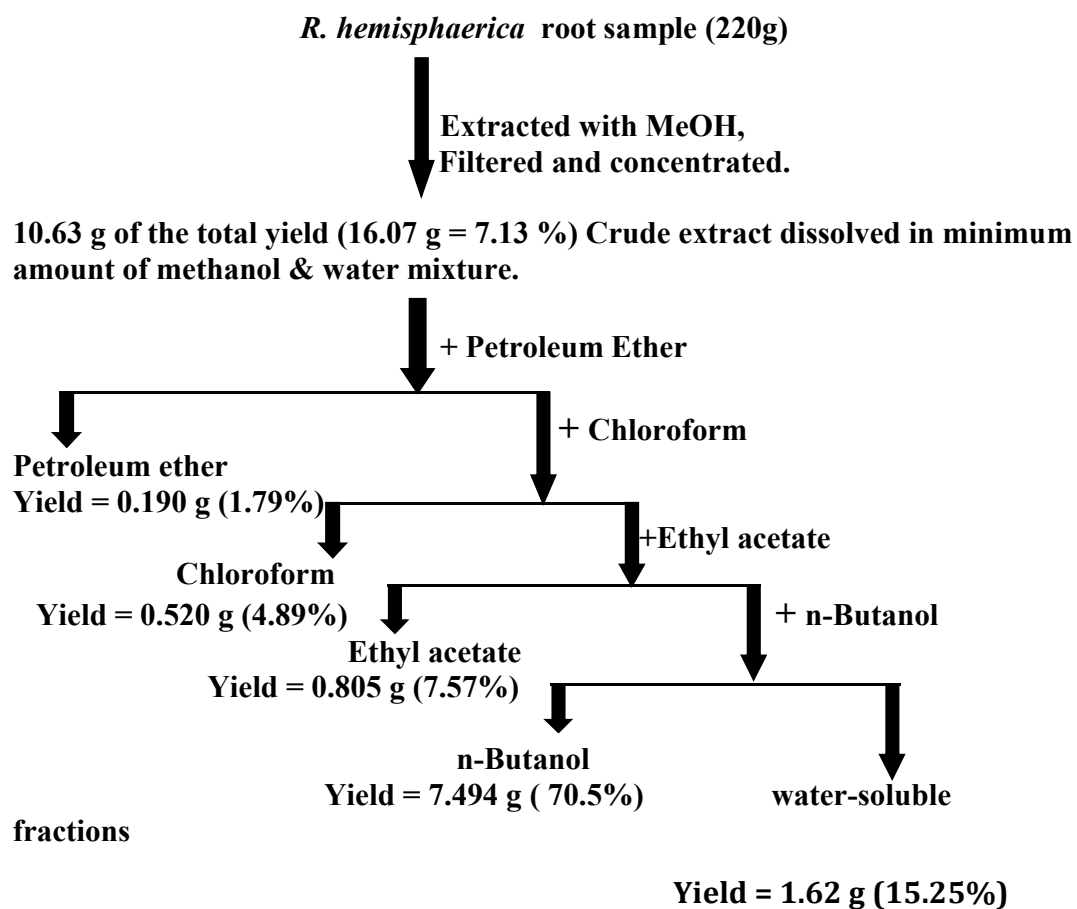 R. hemisphaerica root sample (220g)
Extracted with MeOH,
Filtered and concentrated.
10.63 g of the total yield (16.07 g = 7.13 %) Crude extract dissolved in minimum
amount of methanol & water mixture.
+ Petroleum Ether
+ Chloroform
Petroleum ether
Yield = 0.190 g (1.79%)
+Ethyl acetate
Chloroform
Yield = 0.520 g (4.89%)
+ n-Butanol
Ethyl acetate
Yield = 0.805 g (7.57%)
n-Butanol
Yield = 7.494 g ( 70.5%)
water-soluble
fractions
Yield = 1.62 g (15.25%)